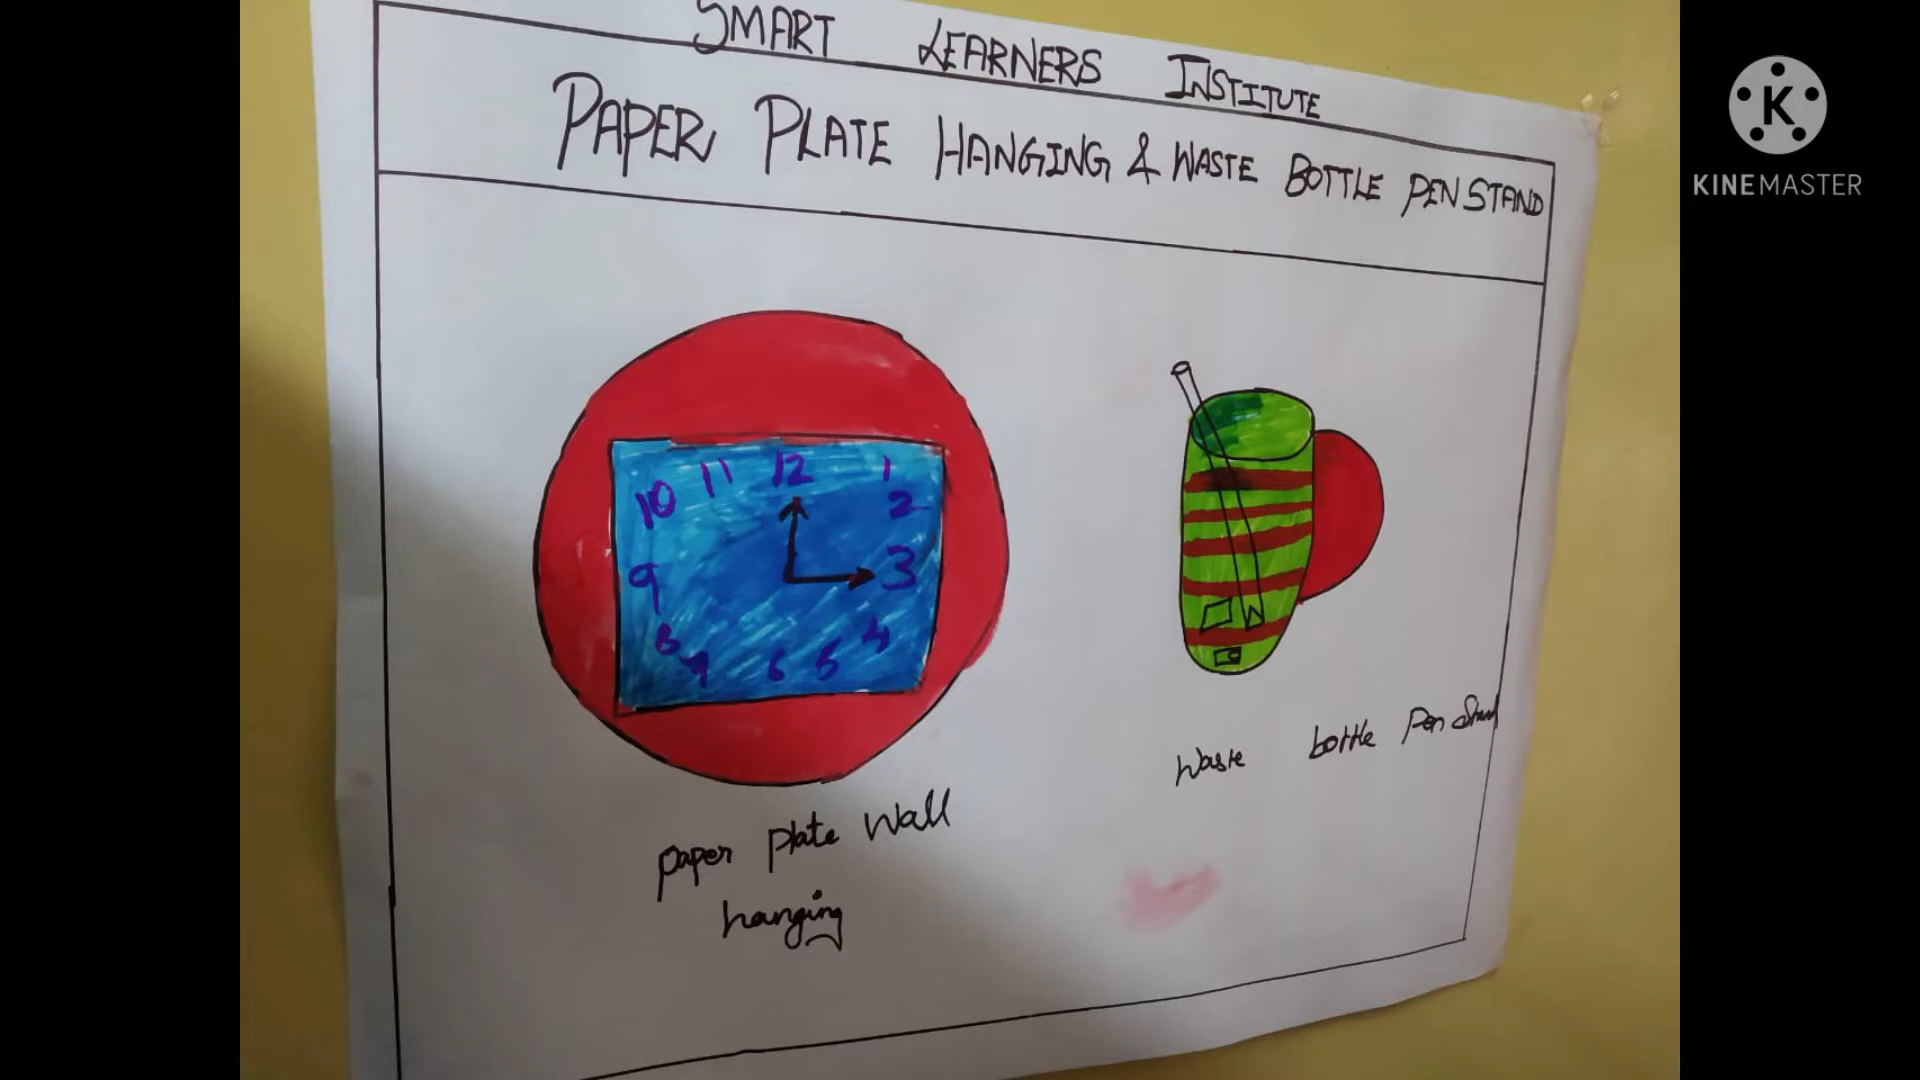 SMART LEARNERS INSTITUTE
PAPER PLATE HANGING & WASTE BOTTLE PEN STAND
12
11 1
10 2
9 3
8 4
7 6 5
paper plate wall
hanging
waste bottle pen stand
K
KINEMASTER